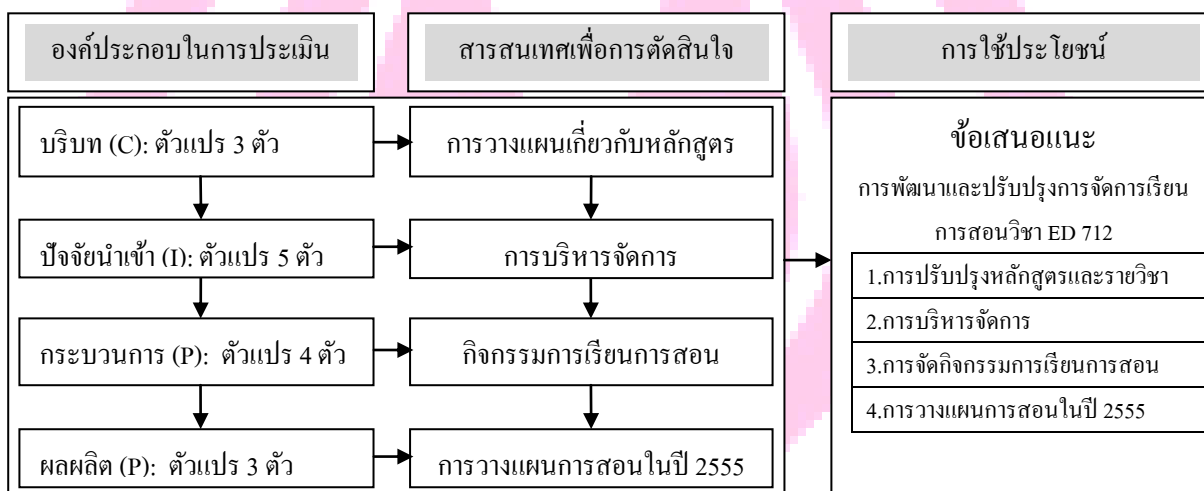 องค์ประกอบในการประเมิน
สารสนเทศเพื่อการตัดสินใจ
การใช้ประโยชน์
บริบท (C): ตัวแปร 3 ตัว
การวางแผนเกี่ยวกับหลักสูตร
ปัจจัยนำเข้า (I): ตัวแปร 5 ตัว
การบริหารจัดการ
กระบวนการ (P): ตัวแปร 4 ตัว
กิจกรรมการเรียนการสอน
ผลผลิต (P): ตัวแปร 3 ตัว
การวางแผนการสอนในปี 2555
ข้อเสนอแนะ
การพัฒนาและปรับปรุงการจัดการเรียน
การสอนวิชา ED 712
1.การปรับปรุงหลักสูตรและรายวิชา
2.การบริหารจัดการ
3.การจัดกิจกรรมการเรียนการสอน
4.การวางแผนการสอนในปี 2555